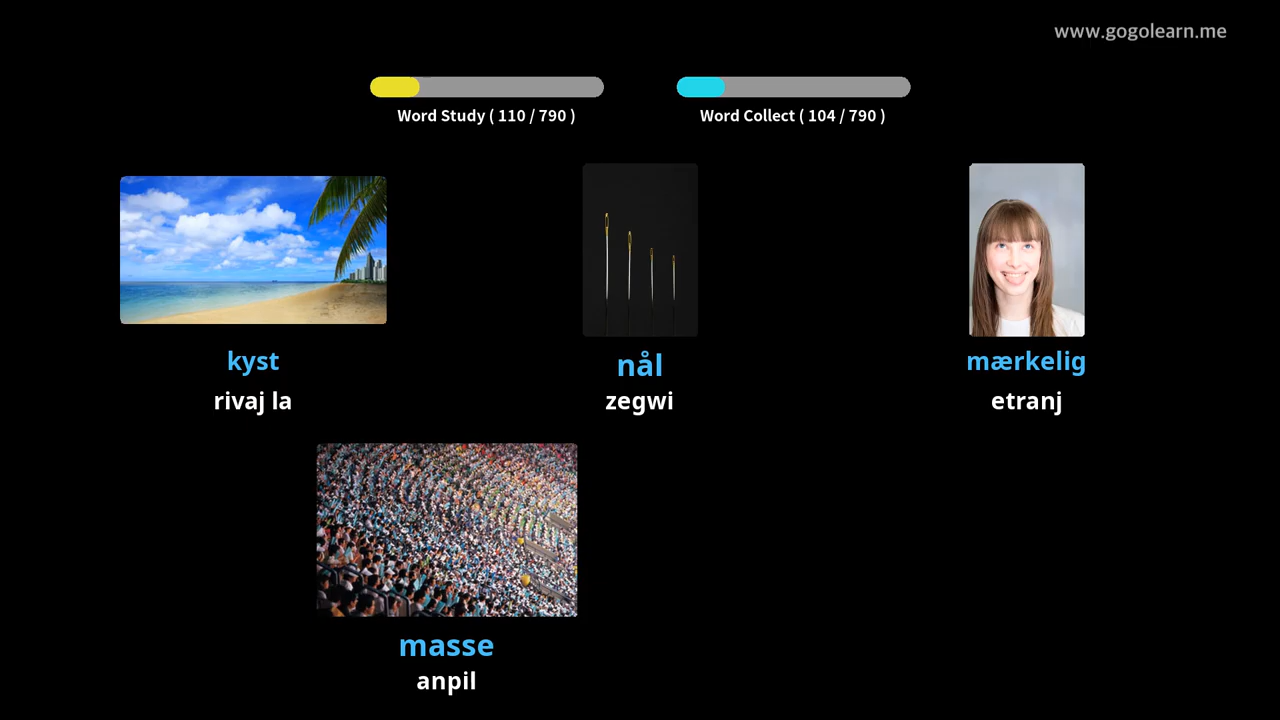 www.gogolearn.me
Word Study ( 110 / 790 )
Word Collect ( 104 / 790 )
kyst
rivaj la
nål
zegwi
mærkelig
etranj
masse
anpil